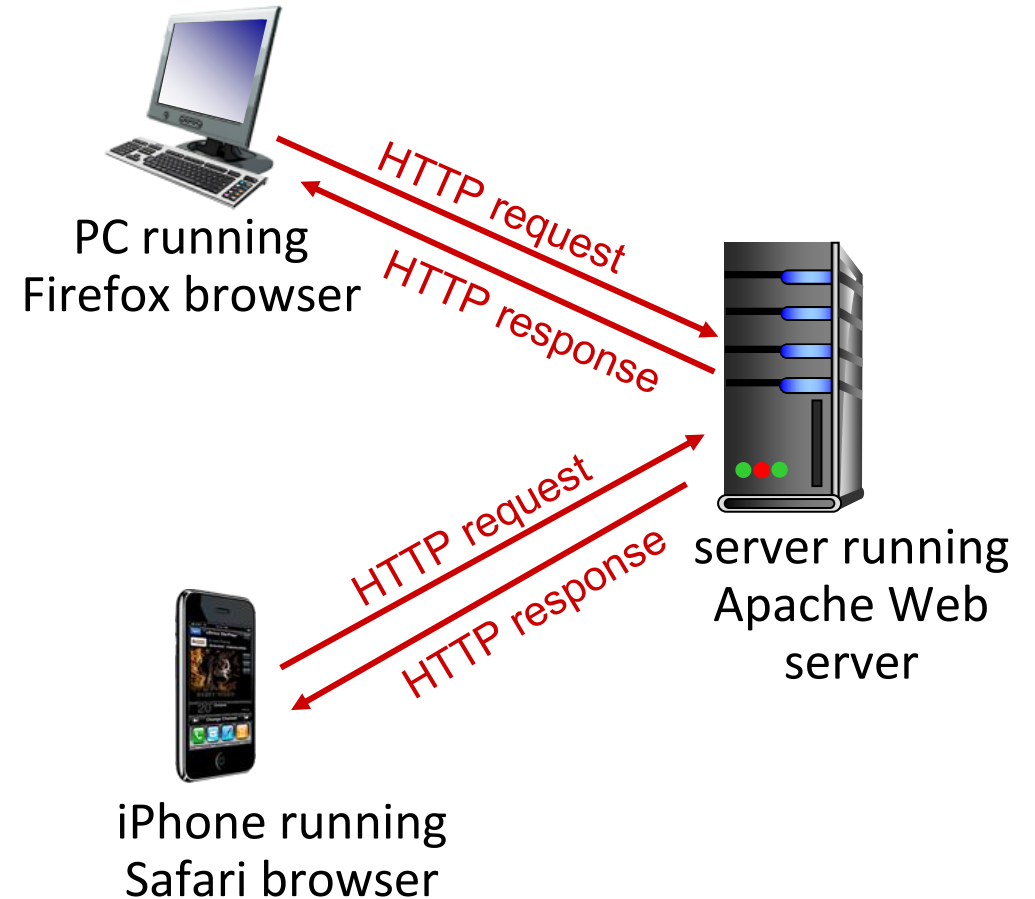 HTTP request
HTTP response
PC running
Firefox browser
HTTP request
HTTP response
server running
Apache Web
server
iPhone running
Safari browser